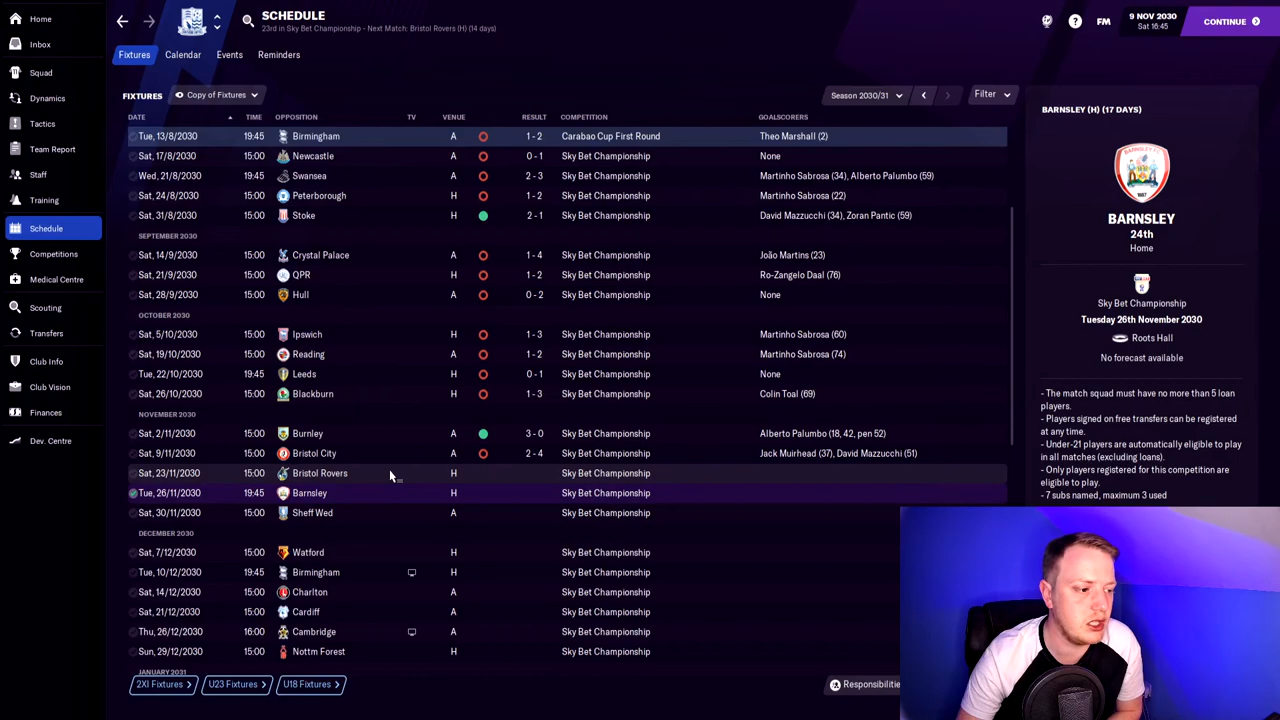 Home
SCHEDULE
23rd in Sky Bet Championship - Next Match: Bristol Rovers (H) (14 days)
? FM 9 NOV 2030
Sat 16:45
CONTINUE
Inbox
Squad
Dynamics
Tactics
Team Report
Staff
Training
Schedule
Competitions
Medical Centre
Scouting
Transfers
Club Info
Club Vision
Finances
Dev. Centre
Fixtures Calendar Events Reminders
FIXTURES Copy of Fixtures Season 2030/31 Filter
DATE TIME OPPOSITION TV VENUE RESULT COMPETITION GOALSCORERS
Tue, 13/8/2030 19:45 Birmingham A 1 - 2 Carabao Cup First Round Theo Marshall (2)
Sat, 17/8/2030 15:00 Newcastle A 0 - 1 Sky Bet Championship None
Wed, 21/8/2030 19:45 Swansea A 2 - 3 Sky Bet Championship Martinho Sabrosa (34), Alberto Palumbo (59)
Sat, 24/8/2030 15:00 Peterborough H 1 - 2 Sky Bet Championship Martinho Sabrosa (22)
Sat, 31/8/2030 15:00 Stoke H 2 - 1 Sky Bet Championship David Mazzucchi (34), Zoran Pantic (59)
SEPTEMBER 2030
Sat, 14/9/2030 15:00 Crystal Palace A 1 - 4 Sky Bet Championship João Martins (23)
Sat, 21/9/2030 15:00 QPR H 1 - 2 Sky Bet Championship Ro-Zangelo Daal (76)
Sat, 28/9/2030 15:00 Hull A 0 - 2 Sky Bet Championship None
OCTOBER 2030
Sat, 5/10/2030 15:00 Ipswich H 1 - 3 Sky Bet Championship Martinho Sabrosa (60)
Sat, 19/10/2030 15:00 Reading A 1 - 2 Sky Bet Championship Martinho Sabrosa (74)
Tue, 22/10/2030 19:45 Leeds H 0 - 1 Sky Bet Championship None
Sat, 26/10/2030 15:00 Blackburn H 1 - 3 Sky Bet Championship Colin Toal (69)
NOVEMBER 2030
Sat, 2/11/2030 15:00 Burnley A 3 - 0 Sky Bet Championship Alberto Palumbo (18, 42, pen 52)
Sat, 9/11/2030 15:00 Bristol City A 2 - 4 Sky Bet Championship Jack Muirhead (37), David Mazzucchi (51)
Sat, 23/11/2030 15:00 Bristol Rovers H Sky Bet Championship
Tue, 26/11/2030 19:45 Barnsley H Sky Bet Championship
Sat, 30/11/2030 15:00 Sheff Wed A Sky Bet Championship
DECEMBER 2030
Sat, 7/12/2030 15:00 Watford H Sky Bet Championship
Tue, 10/12/2030 19:45 Birmingham H Sky Bet Championship
Sat, 14/12/2030 15:00 Charlton A Sky Bet Championship
Sat, 21/12/2030 15:00 Cardiff A Sky Bet Championship
Thu, 26/12/2030 16:00 Cambridge A Sky Bet Championship
Sun, 29/12/2030 15:00 Nottm Forest H Sky Bet Championship
JANUARY 2031
2XI Fixtures U23 Fixtures U18 Fixtures Responsibilitie
BARNSLEY (H) (17 DAYS)
BARNSLEY
24th
Home
Sky Bet Championship
Tuesday 26th November 2030
Roots Hall
No forecast available
- The match squad must have no more than 5 loan
players.
- Players signed on free transfers can be registered
at any time.
- Under-21 players are automatically eligible to play
in all matches (excluding loans).
- Only players registered for this competition are
eligible to play.
- 7 subs named, maximum 3 used